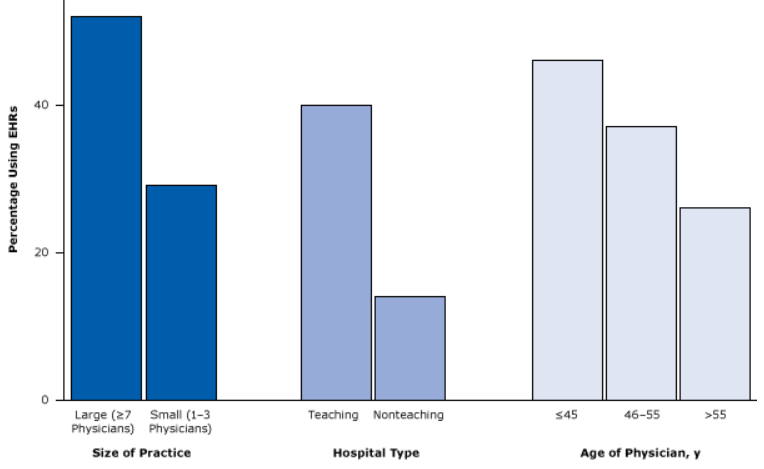 Percentage Using EHRs
40
20
0
Large (≥7
Physicians)
Small (1–3
Physicians)
Teaching
Nonteaching
≤45
46–55
>55
Size of Practice
Hospital Type
Age of Physician, y